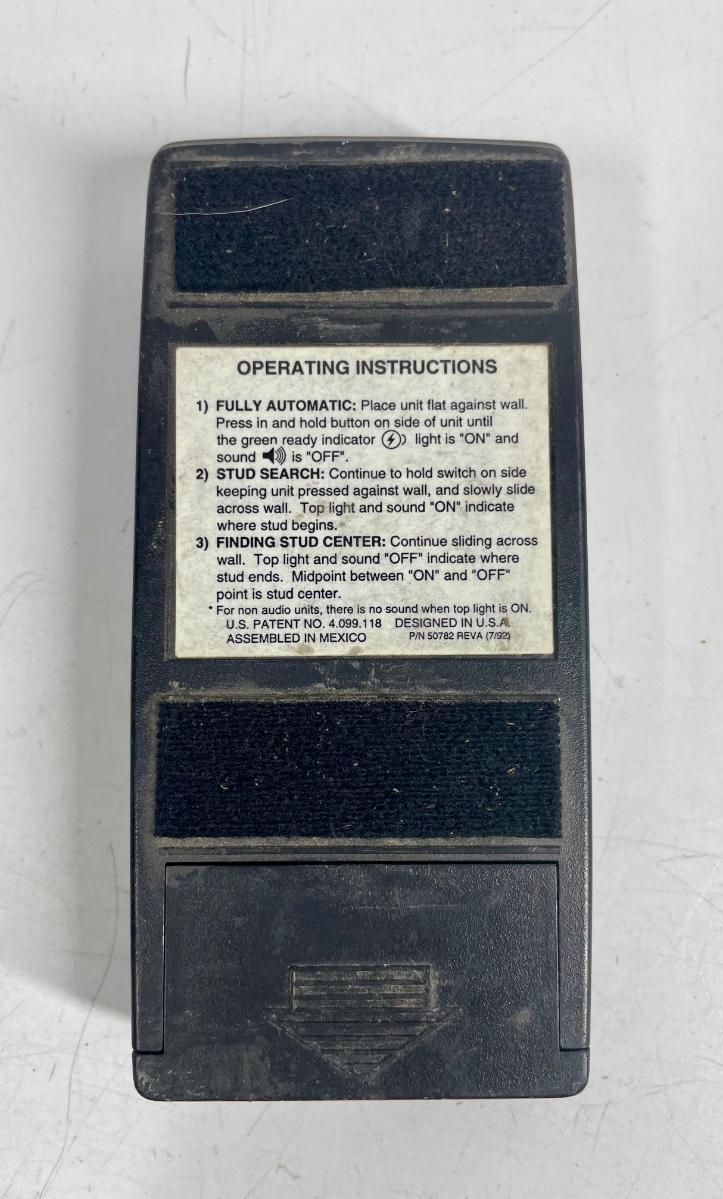 OPERATING INSTRUCTIONS
1) FULLY AUTOMATIC: Place unit flat against wall.
Press in and hold button on side of unit until
the green ready indicator light is "ON" and
sound is "OFF".
2) STUD SEARCH: Continue to hold switch on side
keeping unit pressed against wall, and slowly slide
across wall. Top light and sound "ON" indicate
where stud begins.
3) FINDING STUD CENTER: Continue sliding across
wall. Top light and sound "OFF" indicate where
stud ends. Midpoint between "ON" and "OFF"
point is stud center.
* For non audio units, there is no sound when top light is ON.
U.S. PATENT NO. 4.099.118 DESIGNED IN U.S.A.
ASSEMBLED IN MEXICO P/N 50782 REVA (7/92)